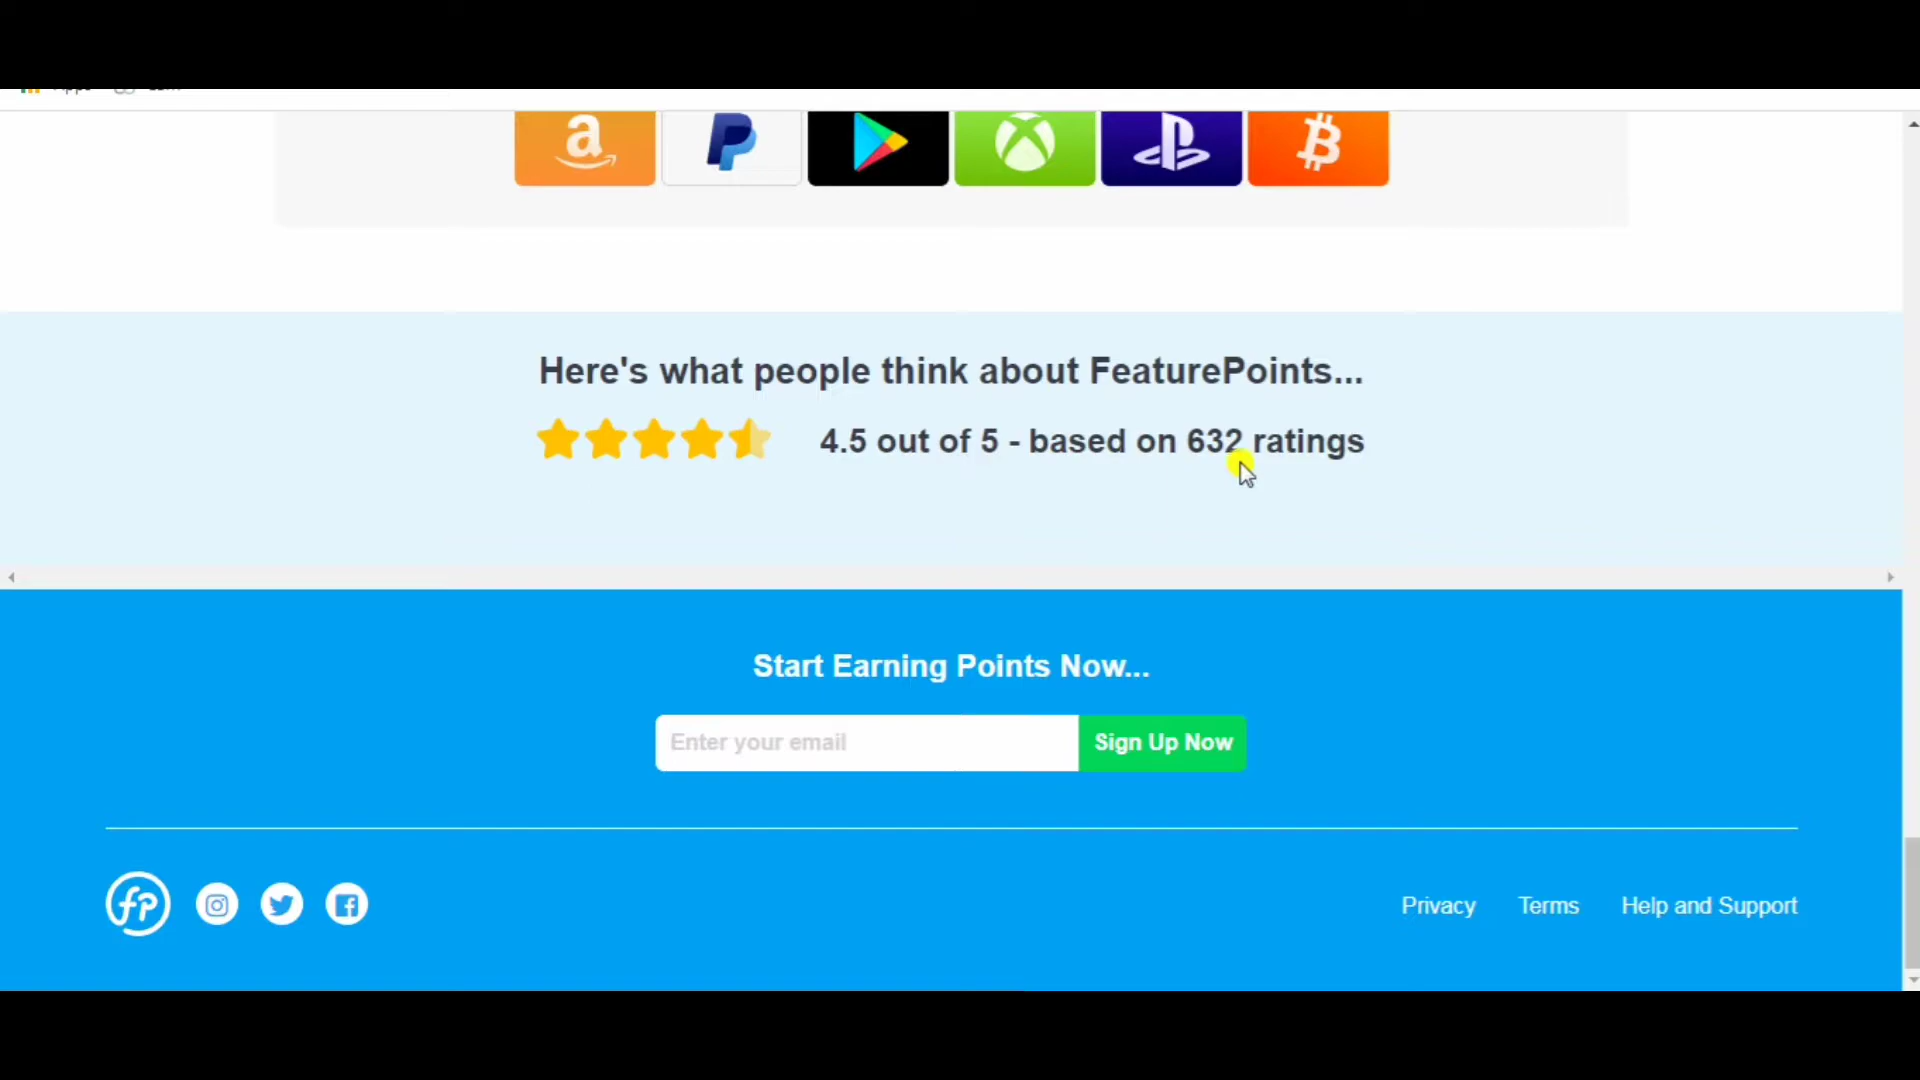 Here's what people think about FeaturePoints...
4.5 out of 5 - based on 632 ratings
Start Earning Points Now...
Enter your email
Sign Up Now
fp
Privacy
Terms
Help and Support